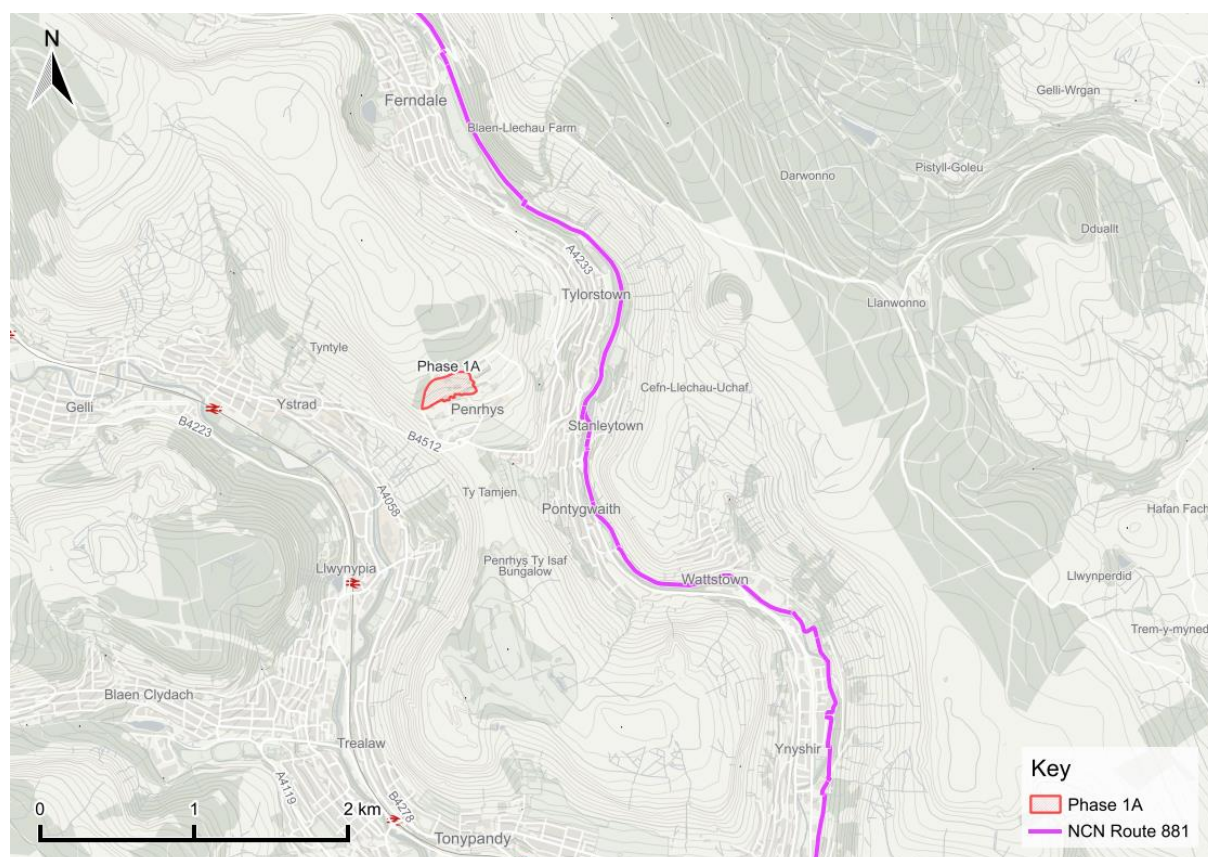 N
Ferndale
Gelli-Wrgan
Blaen-Llechau Farm
Pistyll-Goleu
Darwonno
Dduallt
A4233
Tylorstown
Llanwonno
Tyntyle
Phase 1A
Cefn-Llechau-Uchaf
Gelli
Ystrad
Penrhys
B4223
B4512
Stanleytown
A4058
Ty Tamjen
Pontygwaith
Hafan Fach
Penrhys Ty Isaf
Bungalow
Llwynypia
Wattstown
Llwynperdid
Trem-y-myned
Blaen Clydach
Trealaw
Ynyshir
A4119
B4278
Tonypandy
0 1 2 km
Key
Phase 1A
NCN Route 881